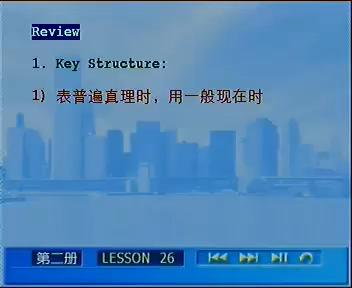 Review
1. Key Structure:
1) 表普遍真理时，用一般现在时
第二册 LESSON 26